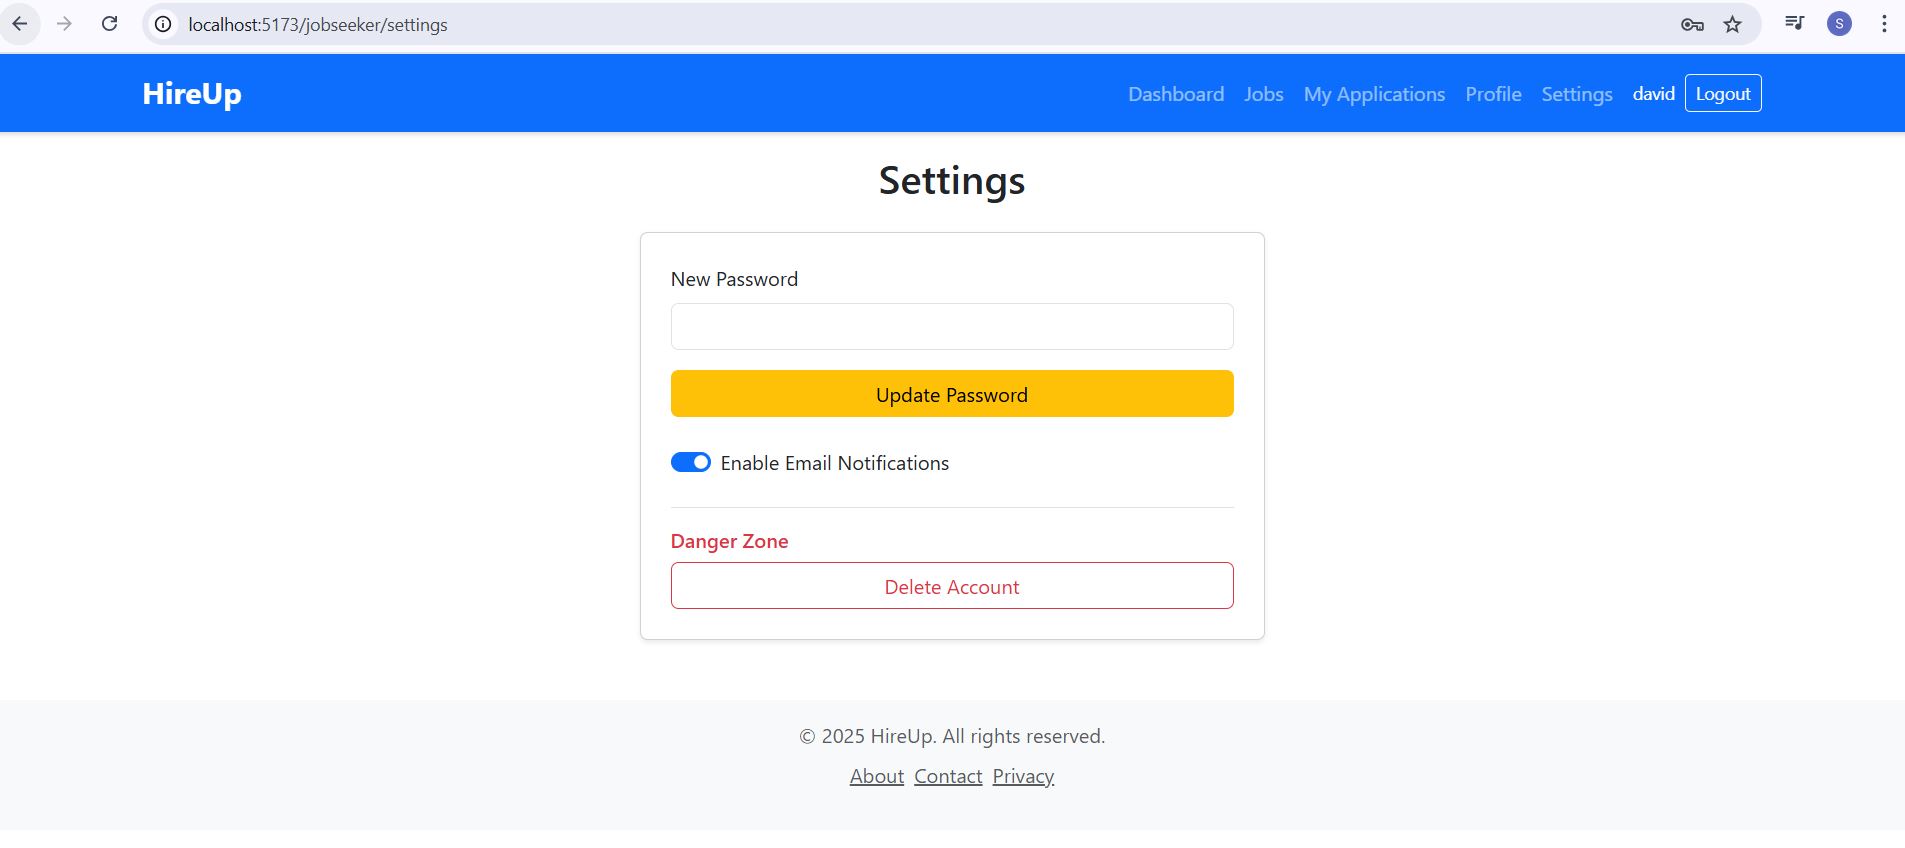 localhost:5173/jobseeker/settings
S
HireUp
Dashboard Jobs My Applications Profile Settings david Logout
Settings
New Password
Update Password
Enable Email Notifications
Danger Zone
Delete Account
© 2025 HireUp. All rights reserved.
About Contact Privacy